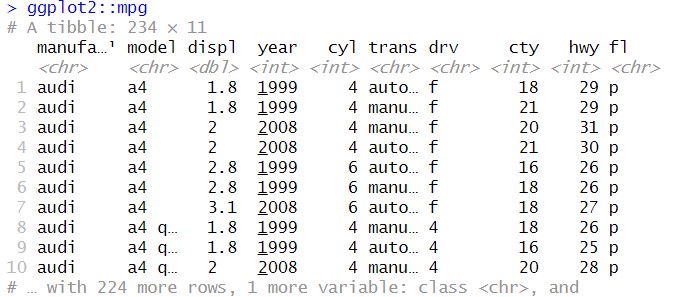 > ggplot2::mpg
# A tibble: 234 × 11
manufa…¹ model displ year cyl trans drv cty hwy fl
<chr> <chr> <dbl> <int> <int> <chr> <chr> <int> <int> <chr>
1 audi a4 1.8 1999 4 auto… f 18 29 p
2 audi a4 1.8 1999 4 manu… f 21 29 p
3 audi a4 2 2008 4 manu… f 20 31 p
4 audi a4 2 2008 4 auto… f 21 30 p
5 audi a4 2.8 1999 6 auto… f 16 26 p
6 audi a4 2.8 1999 6 manu… f 18 26 p
7 audi a4 3.1 2008 6 auto… f 18 27 p
8 audi a4 q… 1.8 1999 4 manu… 4 18 26 p
9 audi a4 q… 1.8 1999 4 auto… 4 16 25 p
10 audi a4 q… 2 2008 4 manu… 4 20 28 p
# … with 224 more rows, 1 more variable: class <chr>, and